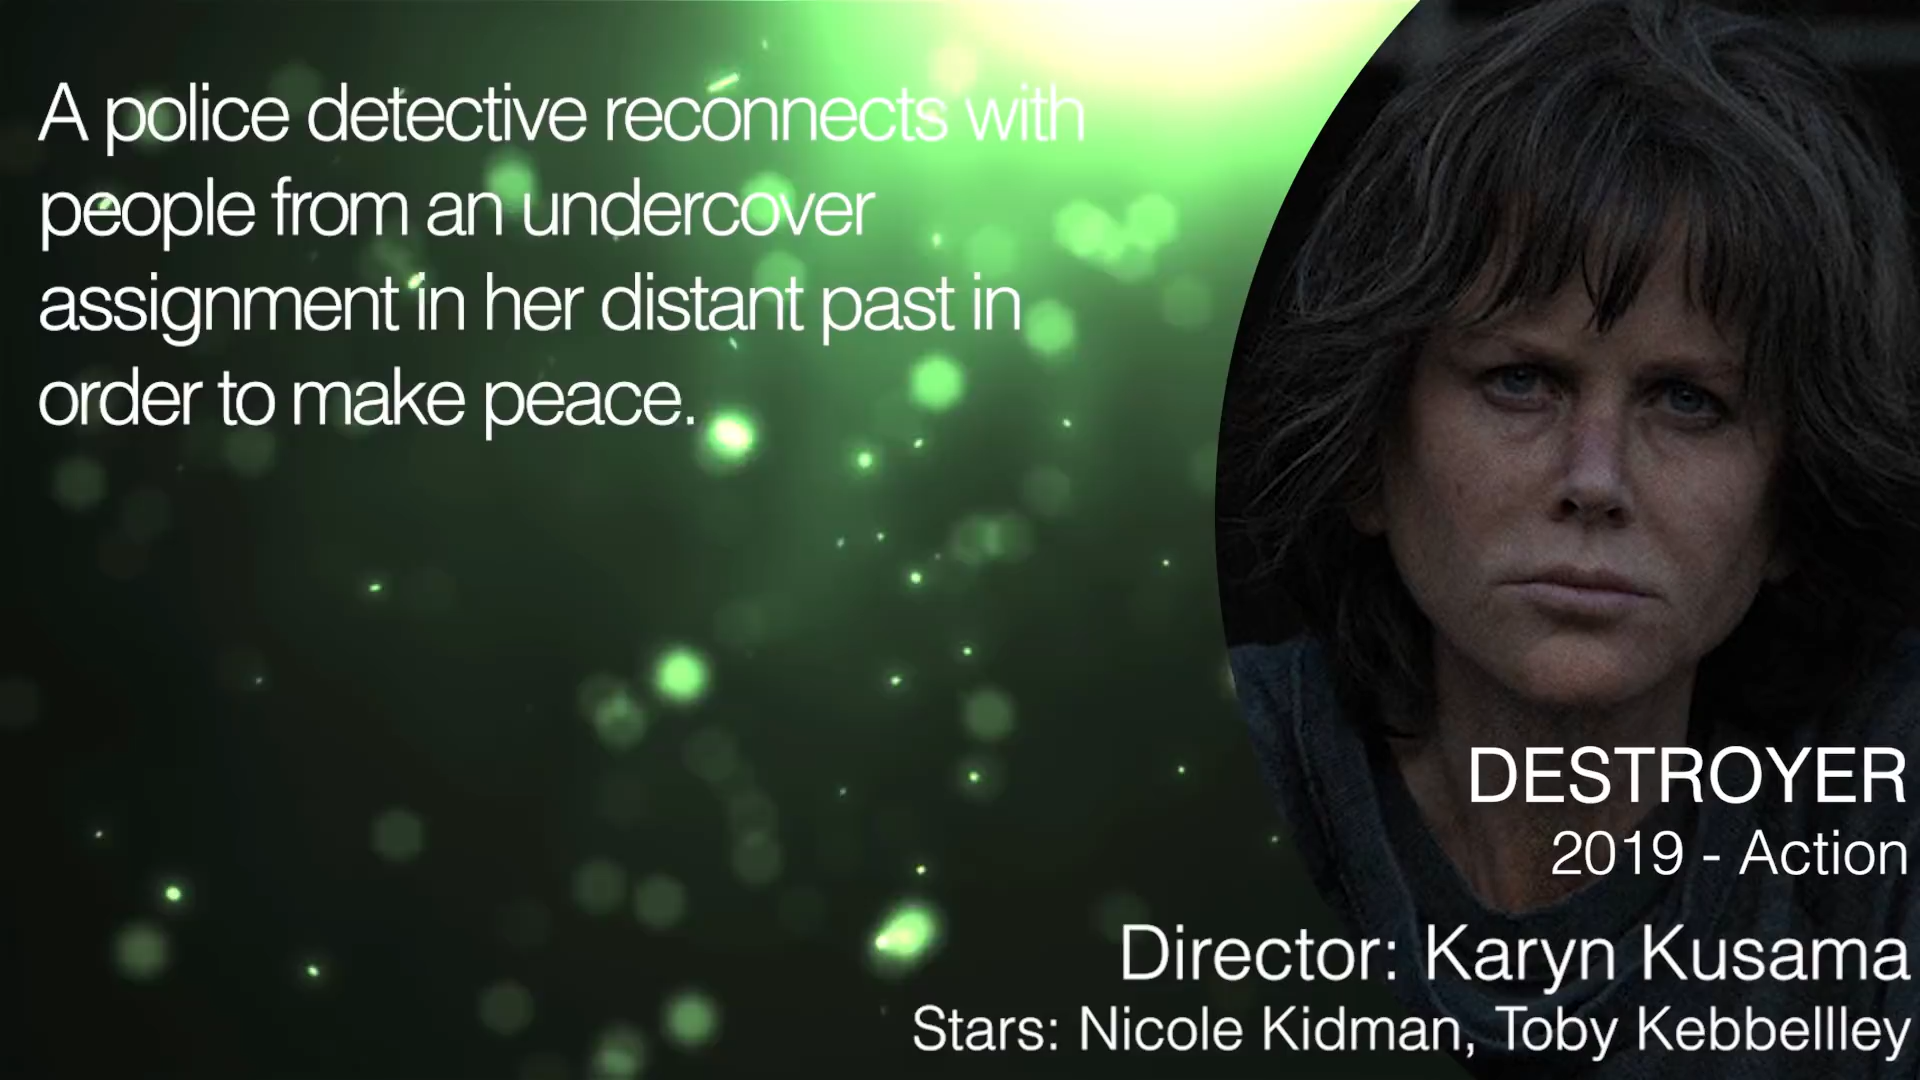 A police detective reconnects with
people from an undercover
assignment in her distant past in
order to make peace.
DESTROYER
2019 - Action
Director: Karyn Kusama
Stars: Nicole Kidman, Toby Kebbellley